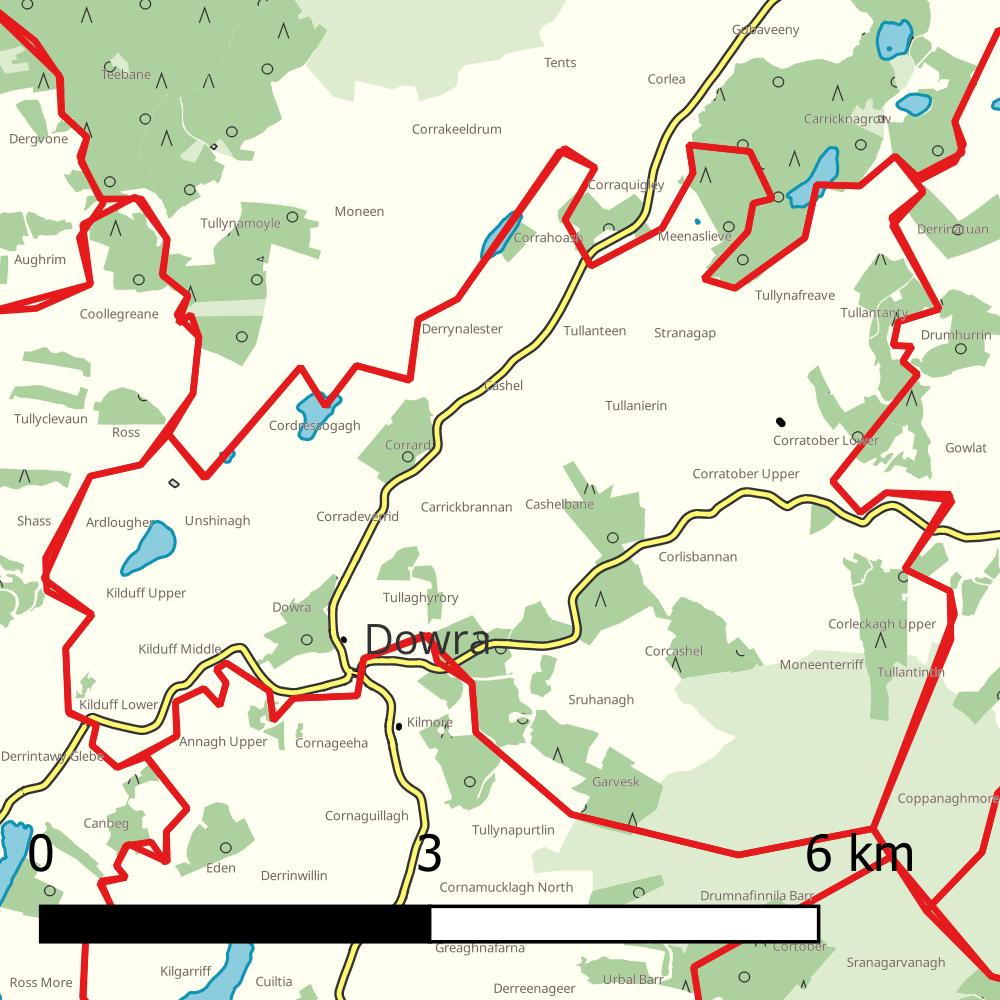 Gubaveeny
Tents
Teebane
Corlea
Carricknagrow
Corrakeeldrum
Dergvone
Corraquigley
Moneen
Tullynamoyle
Derrinatuan
Corrahoash
Meenaslieve
Aughrim
Tullynafreave
Coollegreane
Tullantanty
Derrynalester
Tullanteen
Stranagap
Drumhurrin
Cashel
Tullanierin
Tullyclevaun
Ross
Cordressogagh
Corrard
Corratober Lower
Gowlat
Corratober Upper
Carrickbrannan
Cashelbane
Shass
Ardlougher
Unshinagh
Corradeverrid
Corlisbannan
Kilduff Upper
Tullaghyrory
Dowra
Corleckagh Upper
Dowra
Kilduff Middle
Corcashel
Moneenterriff
Tullantindn
Kilduff Lower
Sruhanagh
Kilmore
Annagh Upper
Cornageeha
Derrintawy Glebe
Garvesk
Coppanaghmore
Cornaguillagh
Canbeg
Tullynapurtlin
0 3 6 km
Eden
Derrinwillin
Cornamucklagh North
Drumnafinnila Barr
Greaghnafarna
Cortober
Sranagarvanagh
Kilgarriff
Ross More
Cuiltia
Urbal Barr
Derreenageer